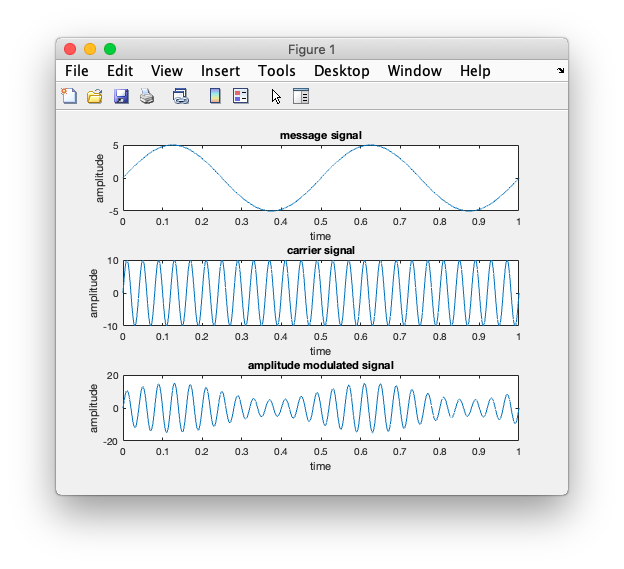 Figure 1
File Edit View Insert Tools Desktop Window Help
message signal
amplitude
5
0
-5
0 0.1 0.2 0.3 0.4 0.5 0.6 0.7 0.8 0.9 1
time
carrier signal
amplitude
10
0
-10
0 0.1 0.2 0.3 0.4 0.5 0.6 0.7 0.8 0.9 1
time
amplitude modulated signal
amplitude
20
0
-20
0 0.1 0.2 0.3 0.4 0.5 0.6 0.7 0.8 0.9 1
time